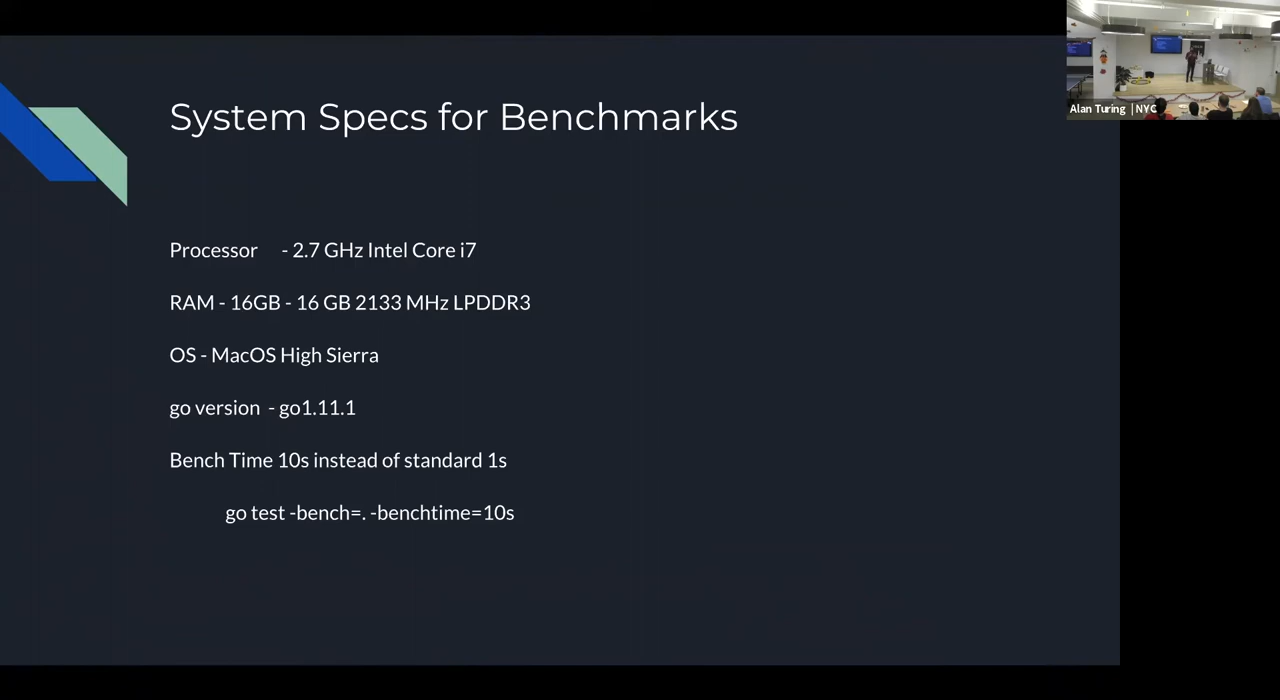 System Specs for Benchmarks
Alan Turing | NYC
Processor - 2.7 GHz Intel Core i7
RAM - 16GB - 16 GB 2133 MHz LPDDR3
OS - MacOS High Sierra
go version - go1.11.1
Bench Time 10s instead of standard 1s
go test -bench=. -benchtime=10s